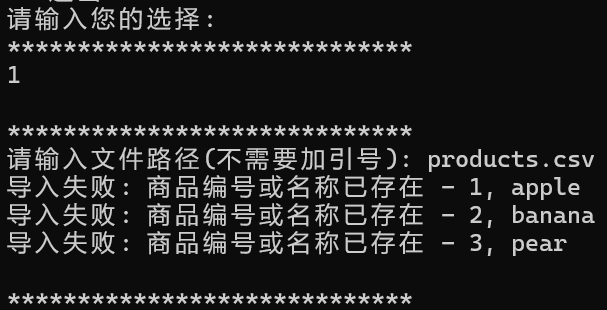 请输入您的选择:
*****************************
1
*****************************
请输入文件路径(不需要加引号): products.csv
导入失败: 商品编号或名称已存在 - 1, apple
导入失败: 商品编号或名称已存在 - 2, banana
导入失败: 商品编号或名称已存在 - 3, pear
*****************************